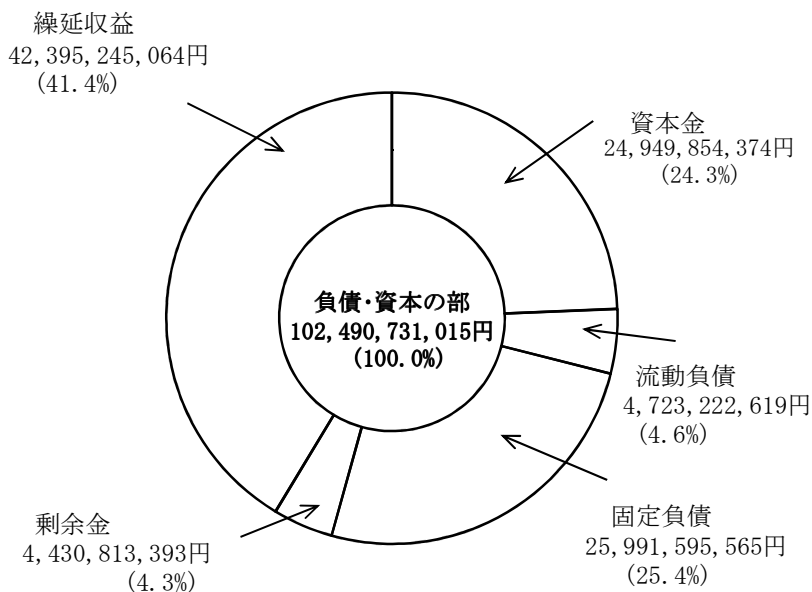 繰延収益
42,395,245,064円
(41.4%)
資本金
24,949,854,374円
(24.3%)
負債・資本の部
102,490,731,015円
(100.0%)
流動負債
4,723,222,619円
(4.6%)
固定負債
25,991,595,565円
(25.4%)
剰余金
4,430,813,393円
(4.3%)